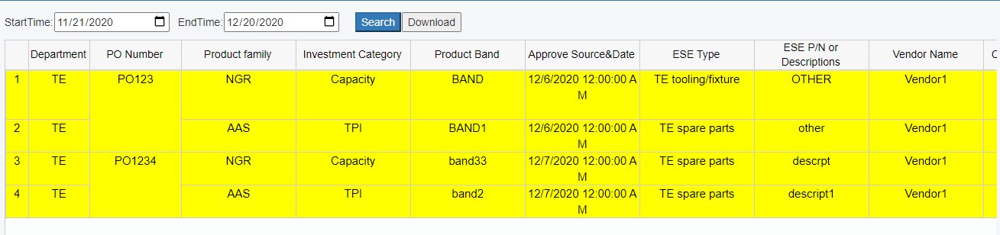 StartTime: 11/21/2020 EndTime: 12/20/2020 Search Download
Department PO Number Product family Investment Category Product Band Approve Source&Date ESE Type ESE P/N or Descriptions Vendor Name C
1 TE PO123 NGR Capacity BAND 12/6/2020 12:00:00 AM TE tooling/fixture OTHER Vendor1
2 TE AAS TPI BAND1 12/6/2020 12:00:00 AM TE spare parts other Vendor1
3 TE PO1234 NGR Capacity band33 12/7/2020 12:00:00 AM TE spare parts descrpt Vendor1
4 TE AAS TPI band2 12/7/2020 12:00:00 AM TE spare parts descript1 Vendor1